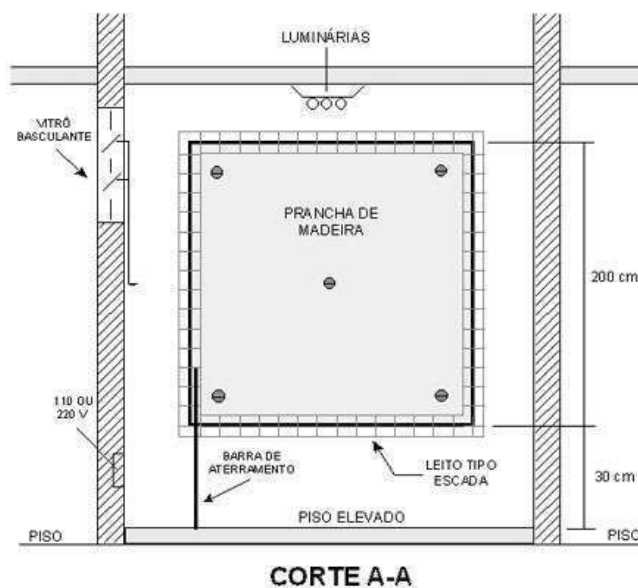 LUMINÁRIAS
VITRÔ
BASCULANTE
PRANCHA DE
MADEIRA
200 cm
110 OU
220 V
BARRA DE
ATERRAMENTO
LEITO TIPO
ESCADA
30 cm
PISO
PISO ELEVADO
PISO
CORTE A-A